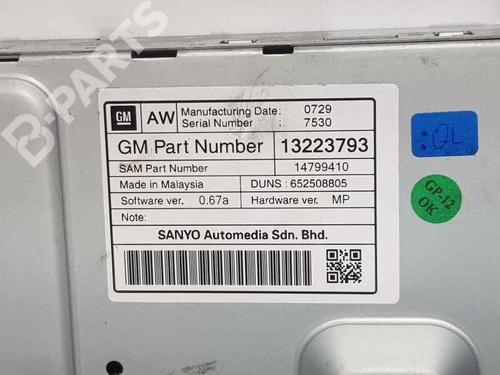 B-PARTS
GM
AW
Manufacturing Date: 0729
Serial Number : 7530
GM Part Number 13223793
SAM Part Number 14799410
Made in Malaysia DUNS : 652508805
Software ver. 0.67a Hardware ver. MP
Note:
SANYO Automedia Sdn. Bhd.
:QL
GP-12
OK